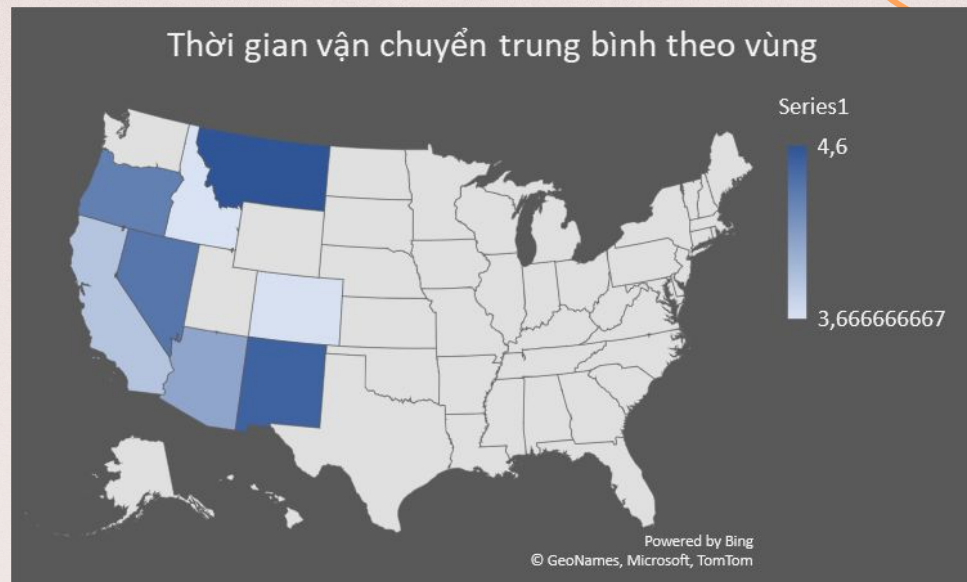 Thời gian vận chuyển trung bình theo vùng
Series1
4,6
3,666666667
Powered by Bing
© GeoNames, Microsoft, TomTom